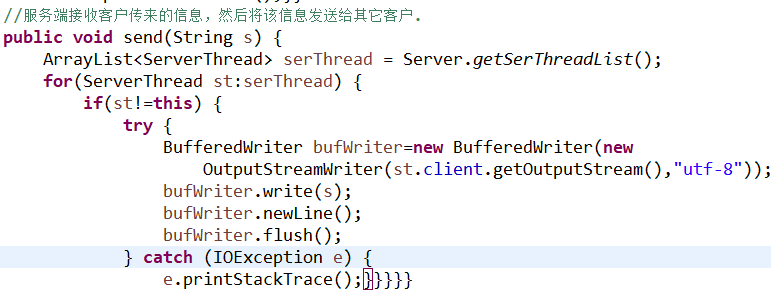 //服务端接收客户传来的信息，然后将该信息发送给其它客户.
public void send(String s) {
ArrayList<ServerThread> serThread = Server.getSerThreadList();
for(ServerThread st:serThread) {
if(st!=this) {
try {
BufferedWriter bufWriter=new BufferedWriter(new
OutputStreamWriter(st.client.getOutputStream(),"utf-8"));
bufWriter.write(s);
bufWriter.newLine();
bufWriter.flush();
} catch (IOException e) {
e.printStackTrace();}}}}}